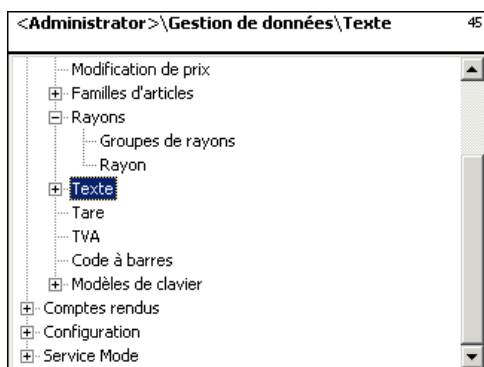 <Administrator>\Gestion de données\Texte 45
Modification de prix
Familles d'articles
Rayons
Groupes de rayons
Rayon
Texte
Tare
TVA
Code à barres
Modèles de clavier
Comptes rendus
Configuration
Service Mode